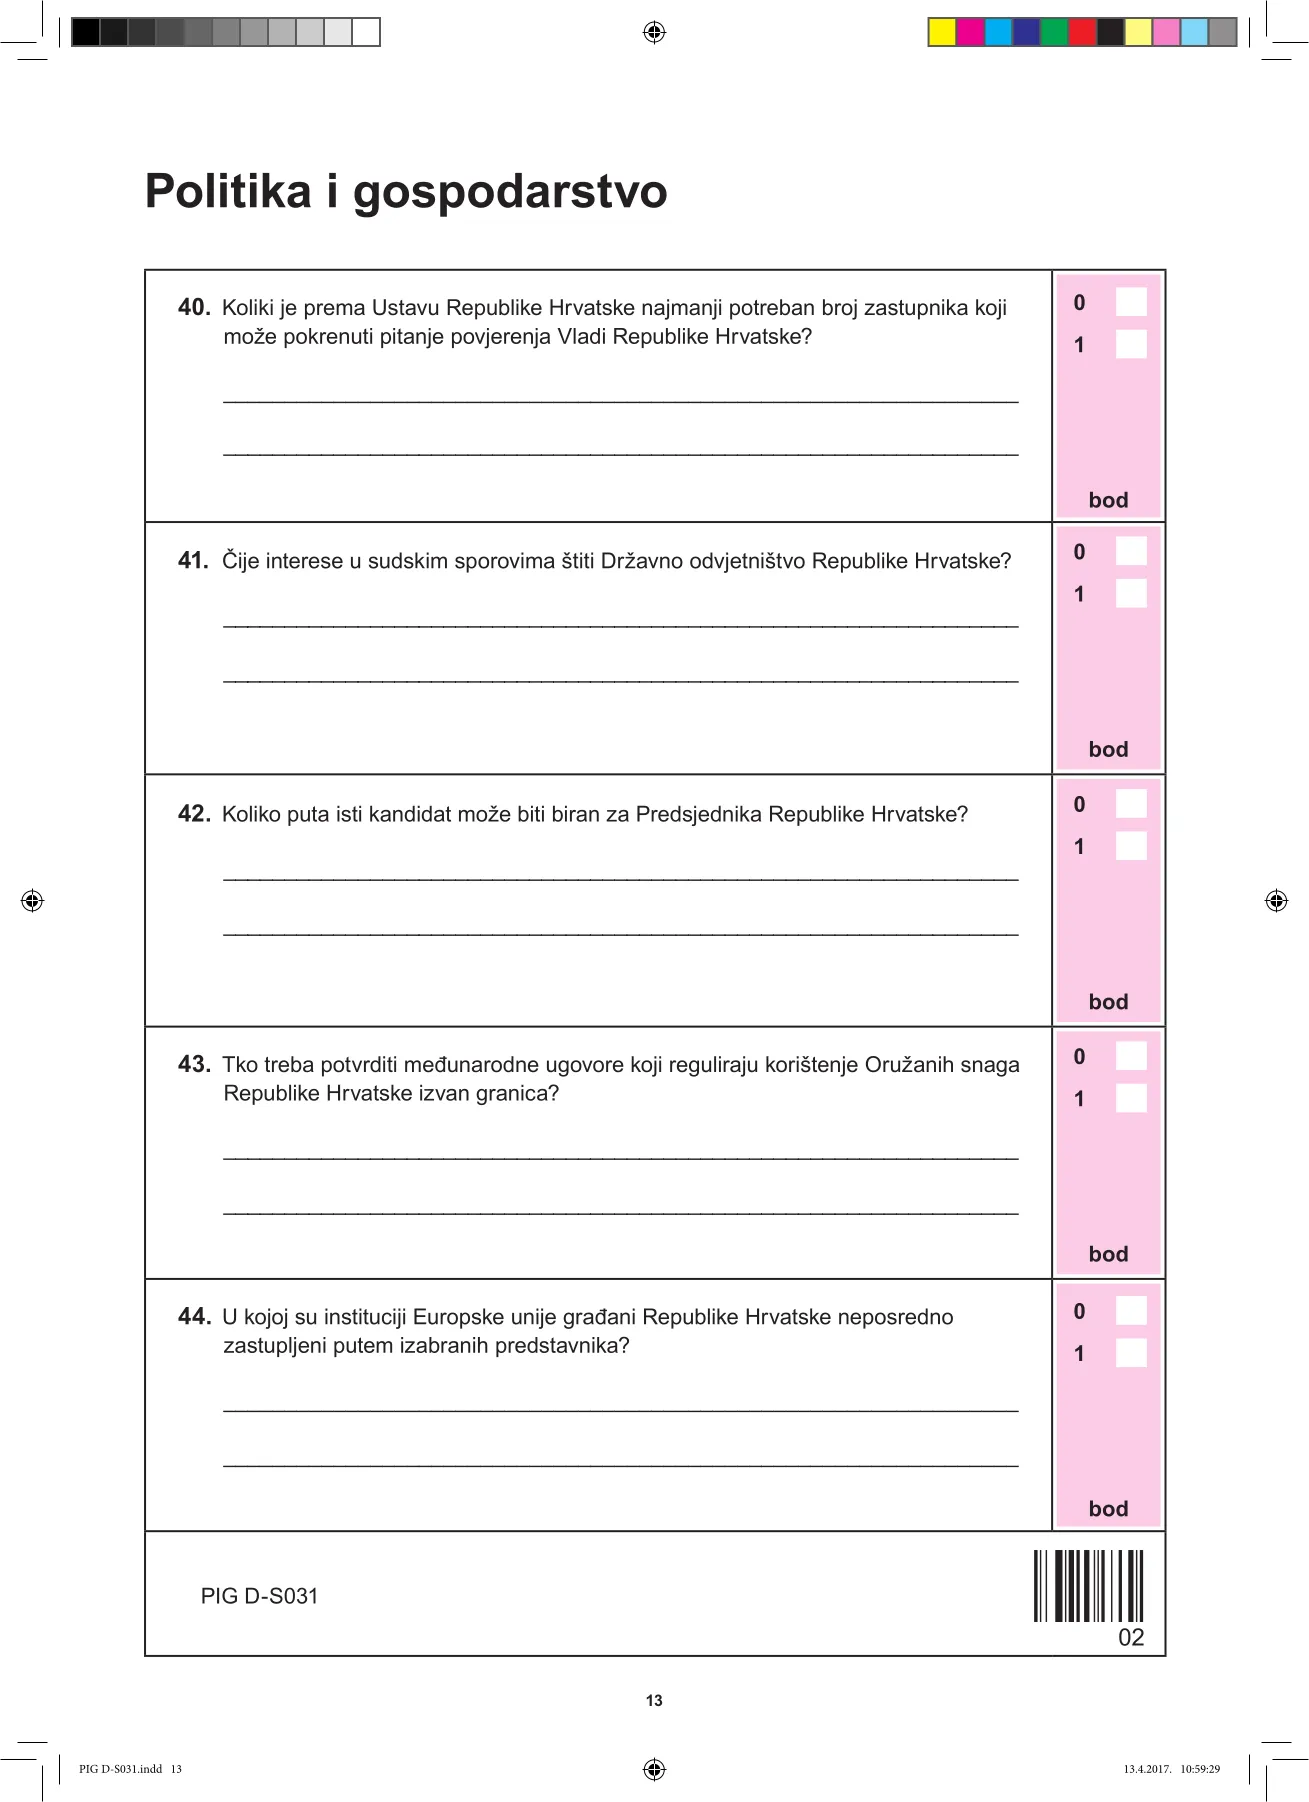 Politika i gospodarstvo
40. Koliki je prema Ustavu Republike Hrvatske najmanji potreban broj zastupnika koji
može pokrenuti pitanje povjerenja Vladi Republike Hrvatske?
0
1
bod
41. Čije interese u sudskim sporovima štiti Državno odvjetništvo Republike Hrvatske?
0
1
bod
42. Koliko puta isti kandidat može biti biran za Predsjednika Republike Hrvatske?
0
1
bod
43. Tko treba potvrditi međunarodne ugovore koji reguliraju korištenje Oružanih snaga
Republike Hrvatske izvan granica?
0
1
bod
44. U kojoj su instituciji Europske unije građani Republike Hrvatske neposredno
zastupljeni putem izabranih predstavnika?
0
1
bod
PIG D-S031
02
13
PIG D-S031.indd 13
13.4.2017. 10:59:29